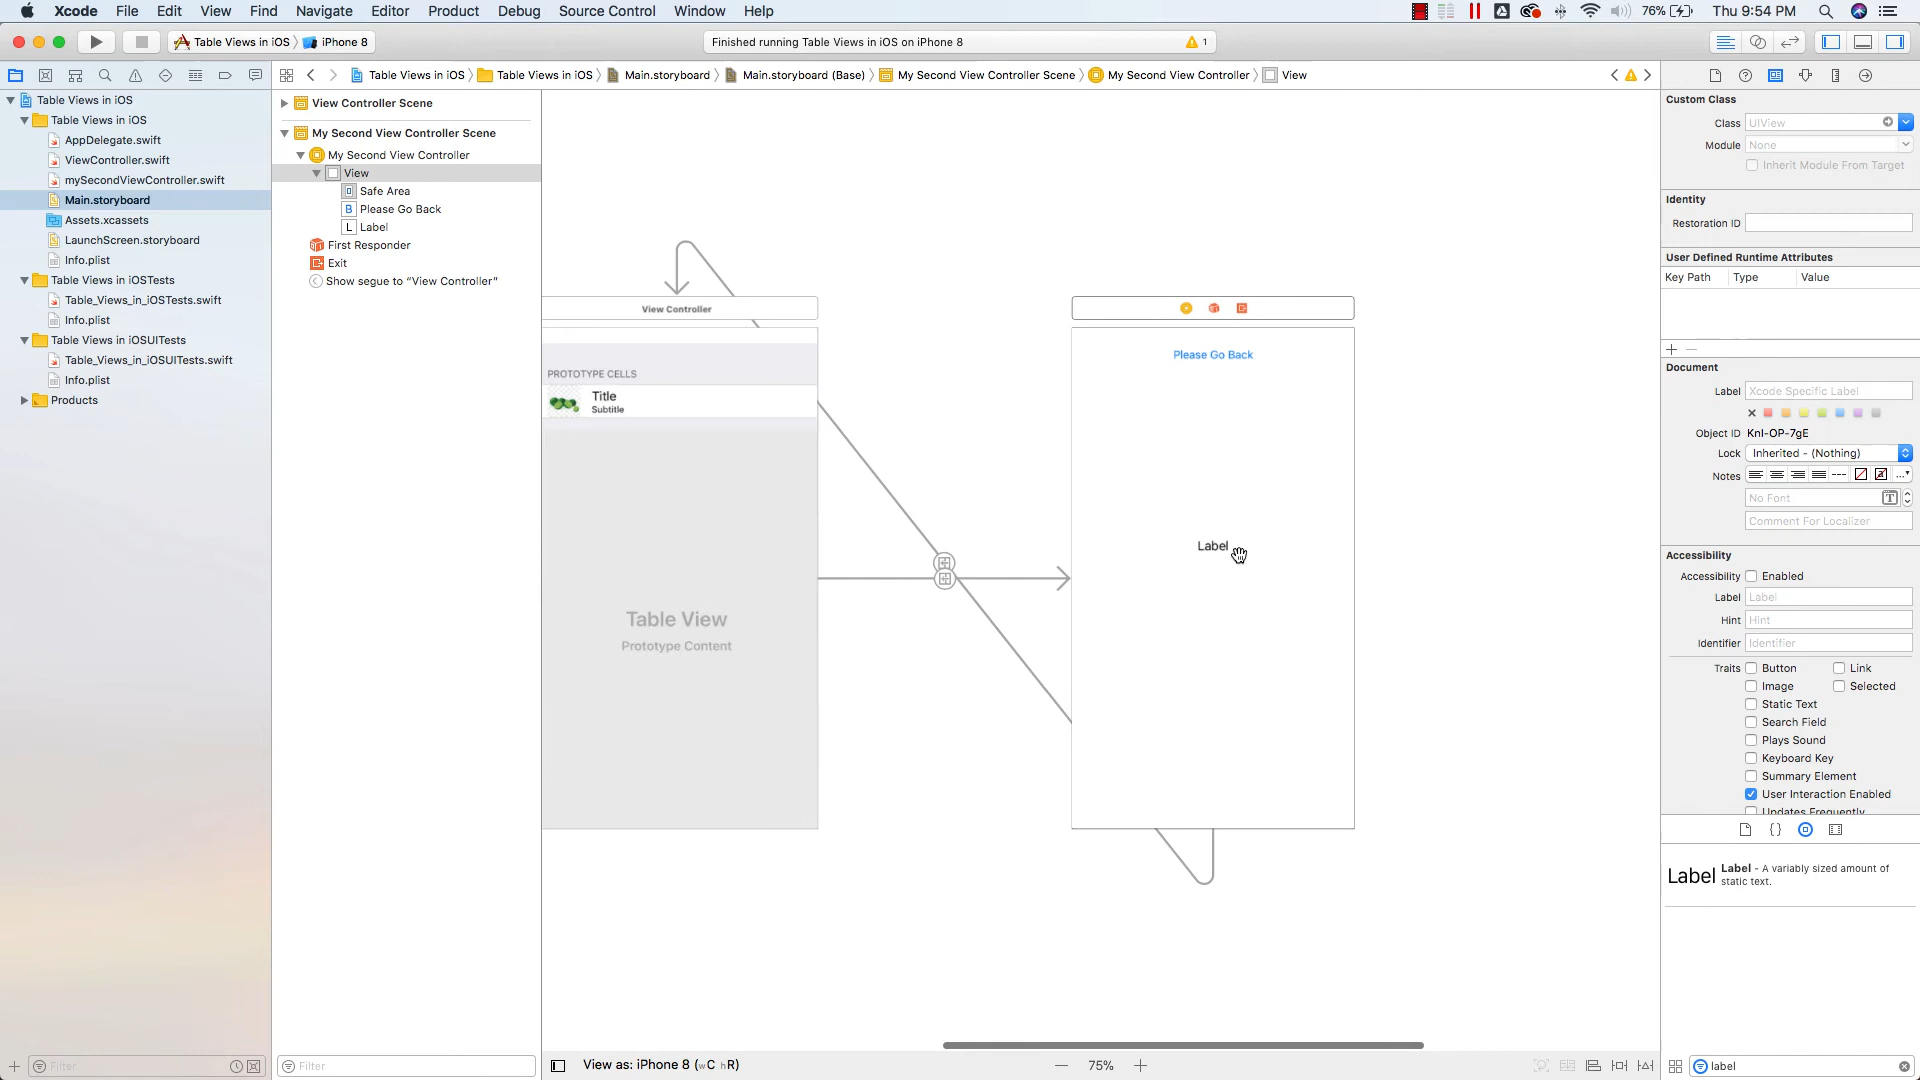 Xcode File Edit View Find Navigate Editor Product Debug Source Control Window Help
76% Thu 9:54 PM
Table Views in iOS iPhone 8
Finished running Table Views in iOS on iPhone 8
1
Table Views in iOS Table Views in iOS Main.storyboard Main.storyboard (Base) My Second View Controller Scene My Second View Controller View
Table Views in iOS
Table Views in iOS
AppDelegate.swift
ViewController.swift
mySecondViewController.swift
Main.storyboard
Assets.xcassets
LaunchScreen.storyboard
Info.plist
Table Views in iOSTests
Table_Views_in_iOSTests.swift
Info.plist
Table Views in iOSUITests
Table_Views_in_iOSUITests.swift
Info.plist
Products
Filter
View Controller Scene
My Second View Controller Scene
My Second View Controller
View
Safe Area
B Please Go Back
L Label
First Responder
Exit
Show segue to “View Controller”
Filter
View Controller
PROTOTYPE CELLS
Title
Subtitle
Table View
Prototype Content
Please Go Back
Label
View as: iPhone 8 (wC hR)
75%
Custom Class
Class UIView
Module None
Inherit Module From Target
Identity
Restoration ID
User Defined Runtime Attributes
Key Path Type Value
Document
Label Xcode Specific Label
Object ID KnI-OP-7gE
Lock Inherited - (Nothing)
Notes
No Font
Comment For Localizer
Accessibility
Accessibility Enabled
Label Label
Hint Hint
Identifier Identifier
Traits Button Link
Image Selected
Static Text
Search Field
Plays Sound
Keyboard Key
Summary Element
User Interaction Enabled
Updates Frequently
Label Label - A variably sized amount of
static text.
label